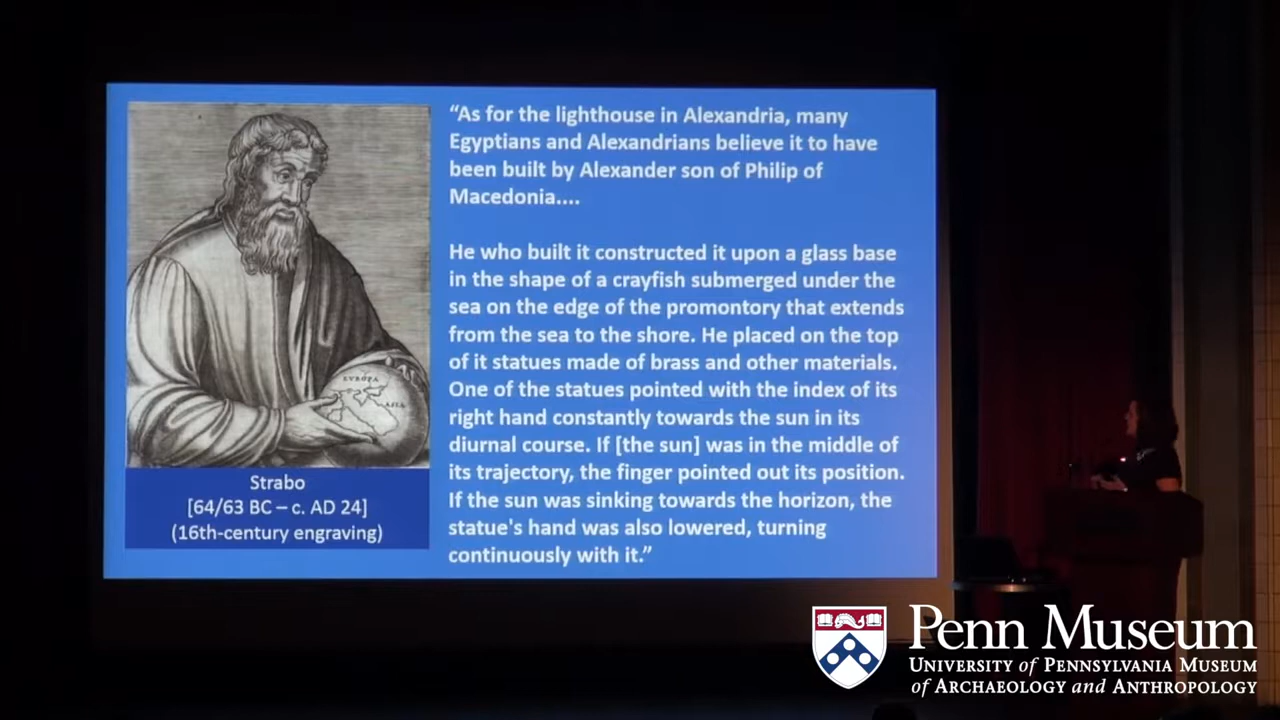 “As for the lighthouse in Alexandria, many
Egyptians and Alexandrians believe it to have
been built by Alexander son of Philip of
Macedonia....
He who built it constructed it upon a glass base
in the shape of a crayfish submerged under the
sea on the edge of the promontory that extends
from the sea to the shore. He placed on the top
of it statues made of brass and other materials.
One of the statues pointed with the index of its
right hand constantly towards the sun in its
diurnal course. If [the sun] was in the middle of
its trajectory, the finger pointed out its position.
If the sun was sinking towards the horizon, the
statue's hand was also lowered, turning
continuously with it.”
EVROPA
ASIA
Strabo
[64/63 BC – c. AD 24]
(16th-century engraving)
Penn Museum
UNIVERSITY of PENNSYLVANIA MUSEUM
of ARCHAEOLOGY and ANTHROPOLOGY